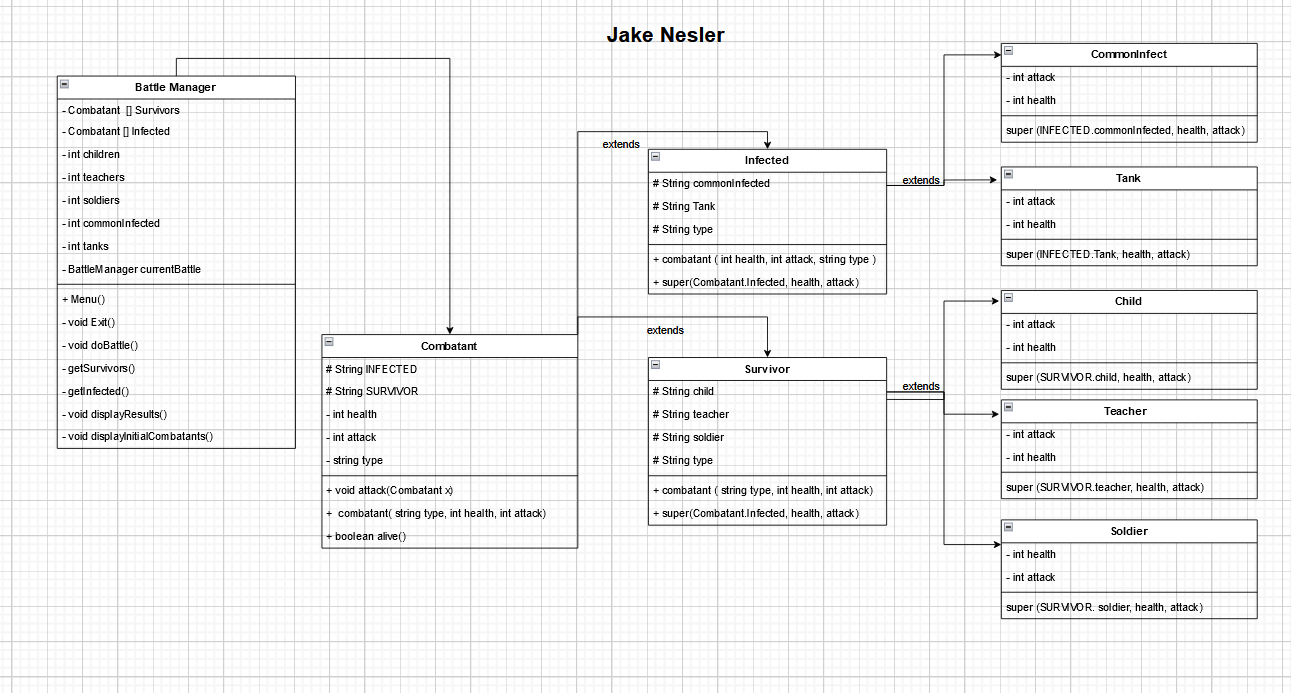 Jake Nesler
Battle Manager
- Combatant [] Survivors
- Combatant [] Infected
- int children
- int teachers
- int soldiers
- int commonInfected
- int tanks
- BattleManager currentBattle
+ Menu()
- void Exit()
- void doBattle()
- getSurvivors()
- getInfected()
- void displayResults()
- void displayInitialCombatants()
Combatant
# String INFECTED
# String SURVIVOR
- int health
- int attack
- string type
+ void attack(Combatant x)
+ combatant( string type, int health, int attack)
+ boolean alive()
extends
Infected
# String commonInfected
# String Tank
# String type
+ combatant ( int health, int attack, string type )
+ super(Combatant.Infected, health, attack)
extends
Survivor
# String child
# String teacher
# String soldier
# String type
+ combatant ( string type, int health, int attack)
+ super(Combatant.Infected, health, attack)
extends
CommonInfect
- int attack
- int health
super (INFECTED.commonInfected, health, attack)
Tank
- int attack
- int health
super (INFECTED.Tank, health, attack)
extends
Child
- int attack
- int health
super (SURVIVOR.child, health, attack)
Teacher
- int attack
- int health
super (SURVIVOR.teacher, health, attack)
Soldier
- int health
- int attack
super (SURVIVOR. soldier, health, attack)